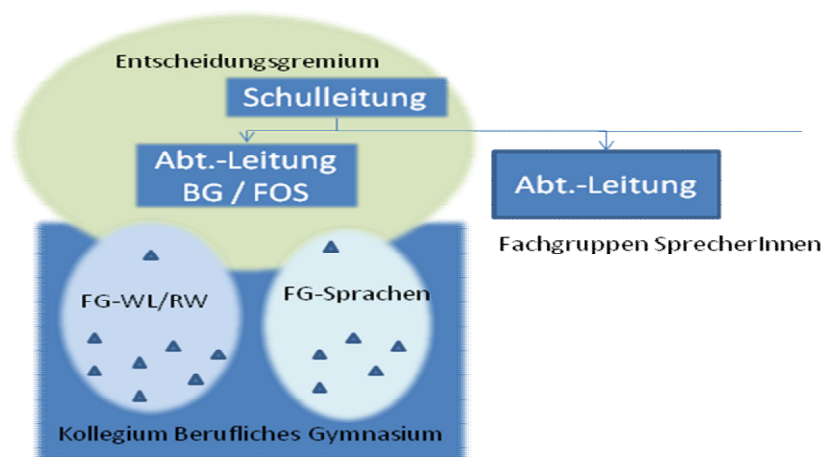 Entscheidungsgremium
Schulleitung
Abt.-Leitung
BG / FOS
Abt.-Leitung
Fachgruppen SprecherInnen
FG-WL/RW
FG-Sprachen
Kollegium Berufliches Gymnasium